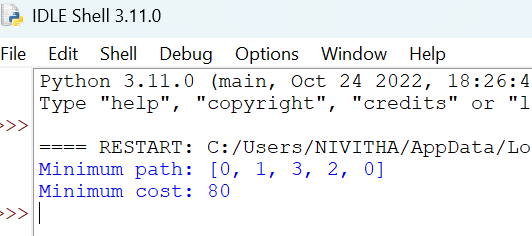 IDLE Shell 3.11.0
File Edit Shell Debug Options Window Help
Python 3.11.0 (main, Oct 24 2022, 18:26:4
Type "help", "copyright", "credits" or "l
>>>
==== RESTART: C:/Users/NIVITHA/AppData/Lo
Minimum path: [0, 1, 3, 2, 0]
Minimum cost: 80
>>>